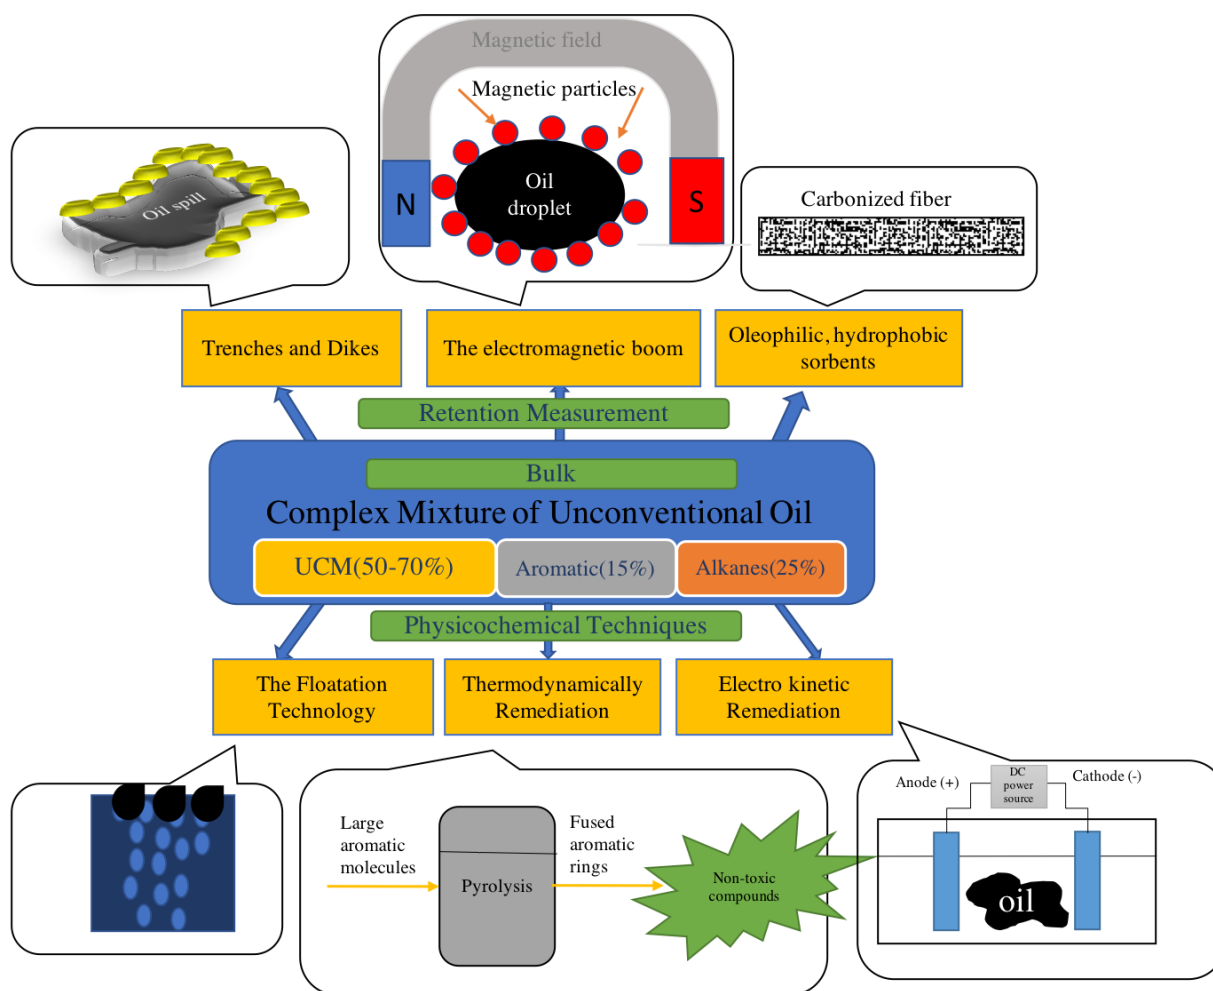 Magnetic field
Magnetic particles
Oil spill
N
Oil
droplet
S
Carbonized fiber
Trenches and Dikes
The electromagnetic boom
Oleophilic, hydrophobic
sorbents
Retention Measurement
Bulk
Complex Mixture of Unconventional Oil
UCM(50-70%)
Aromatic(15%)
Alkanes(25%)
Physicochemical Techniques
The Floatation
Technology
Thermodynamically
Remediation
Electro kinetic
Remediation
Large
aromatic
molecules
Pyrolysis
Fused
aromatic
rings
Non-toxic
compounds
Anode (+)
DC
power
source
Cathode (-)
oil